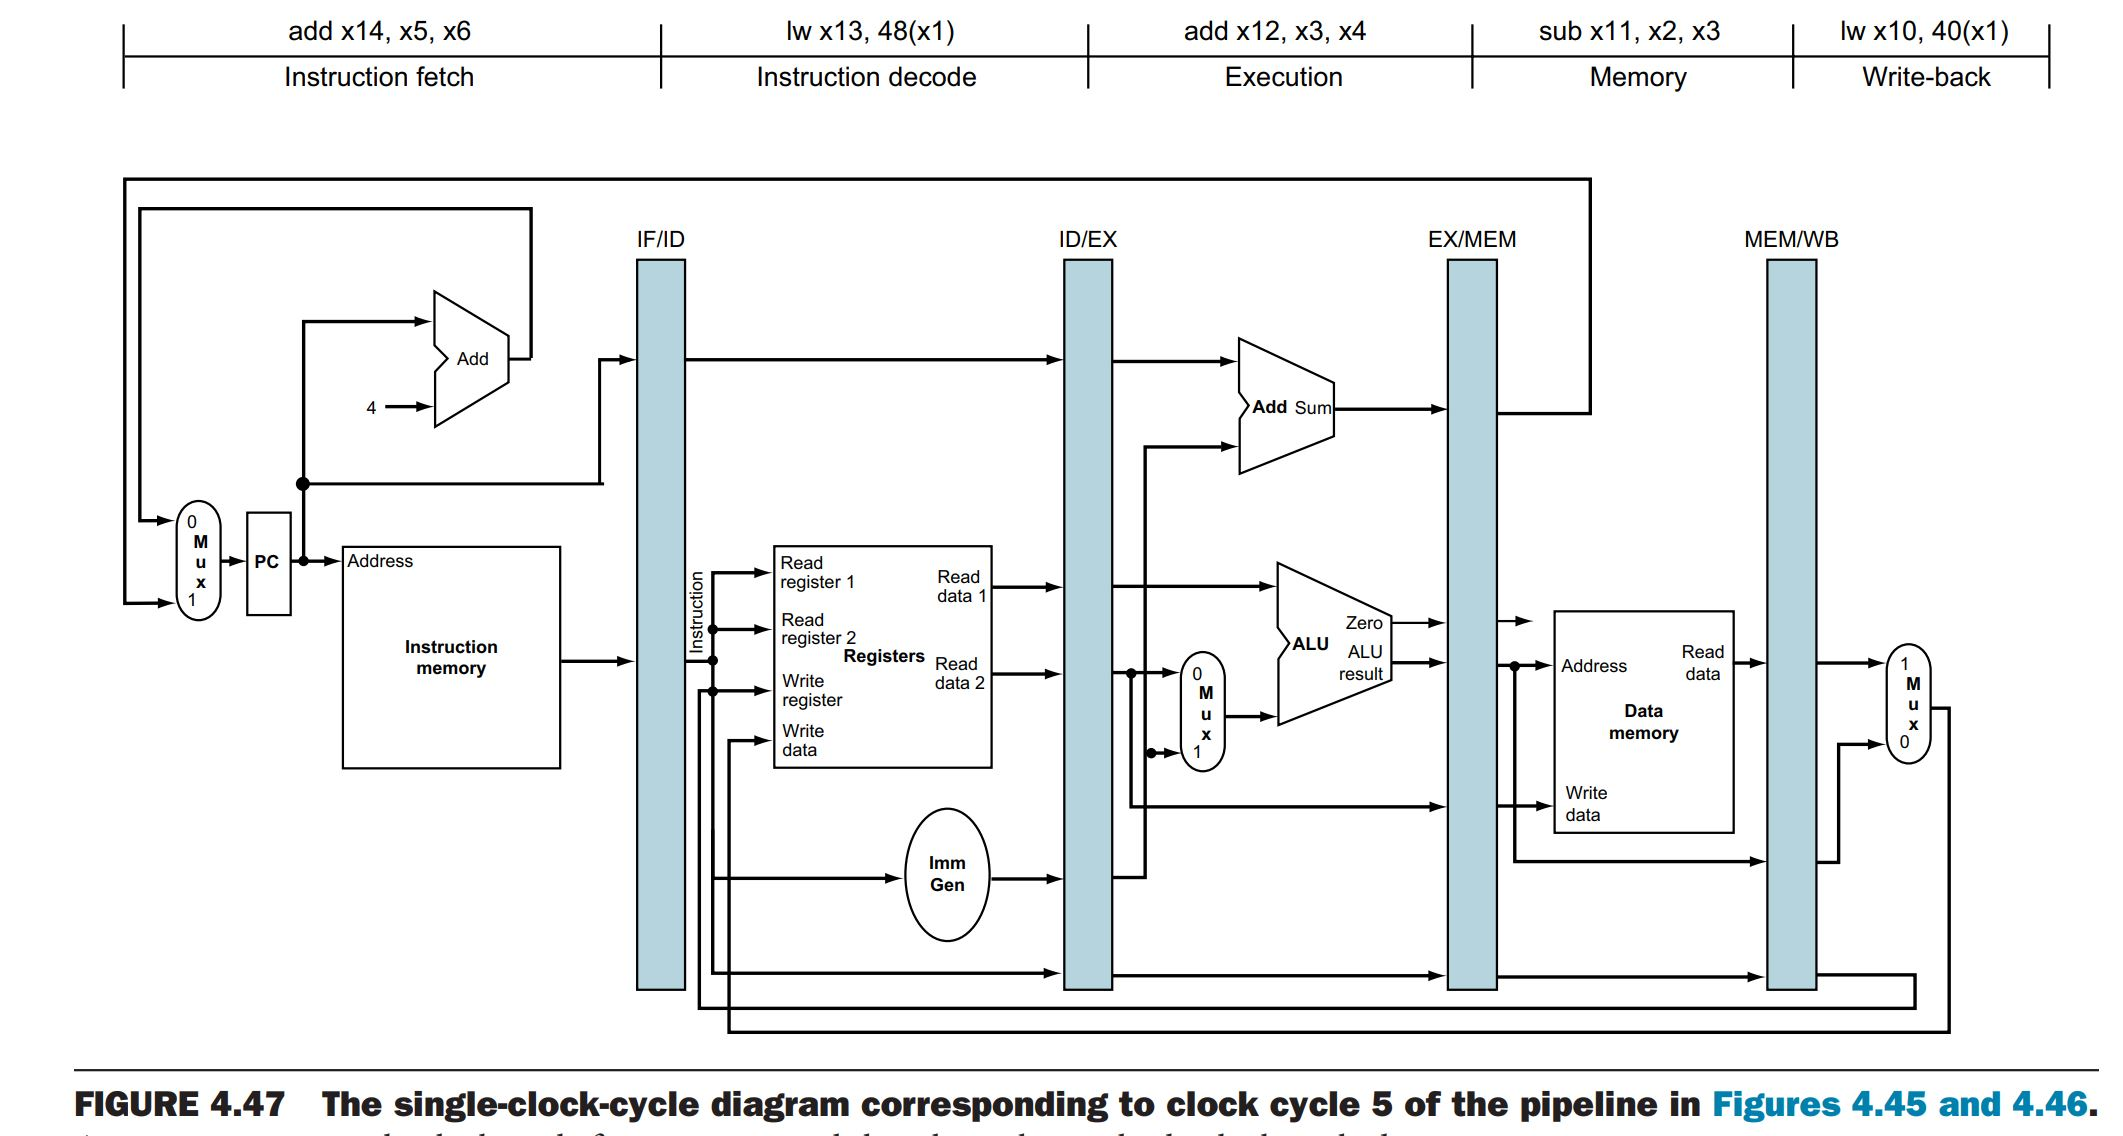 add x14, x5, x6
lw x13, 48(x1)
add x12, x3, x4
sub x11, x2, x3
lw x10, 40(x1)
Instruction fetch
Instruction decode
Execution
Memory
Write-back
IF/ID
ID/EX
EX/MEM
MEM/WB
Add
4
Add Sum
0
M
u
x
1
PC
Address
Instruction
memory
Instruction
Read
register 1
Read
register 2
Write
register
Write
data
Registers
Read
data 1
Read
data 2
Imm
Gen
0
M
u
x
1
ALU
Zero
ALU
result
Address
Read
data
Data
memory
Write
data
1
M
u
x
0
FIGURE 4.47 The single-clock-cycle diagram corresponding to clock cycle 5 of the pipeline in Figures 4.45 and 4.46.